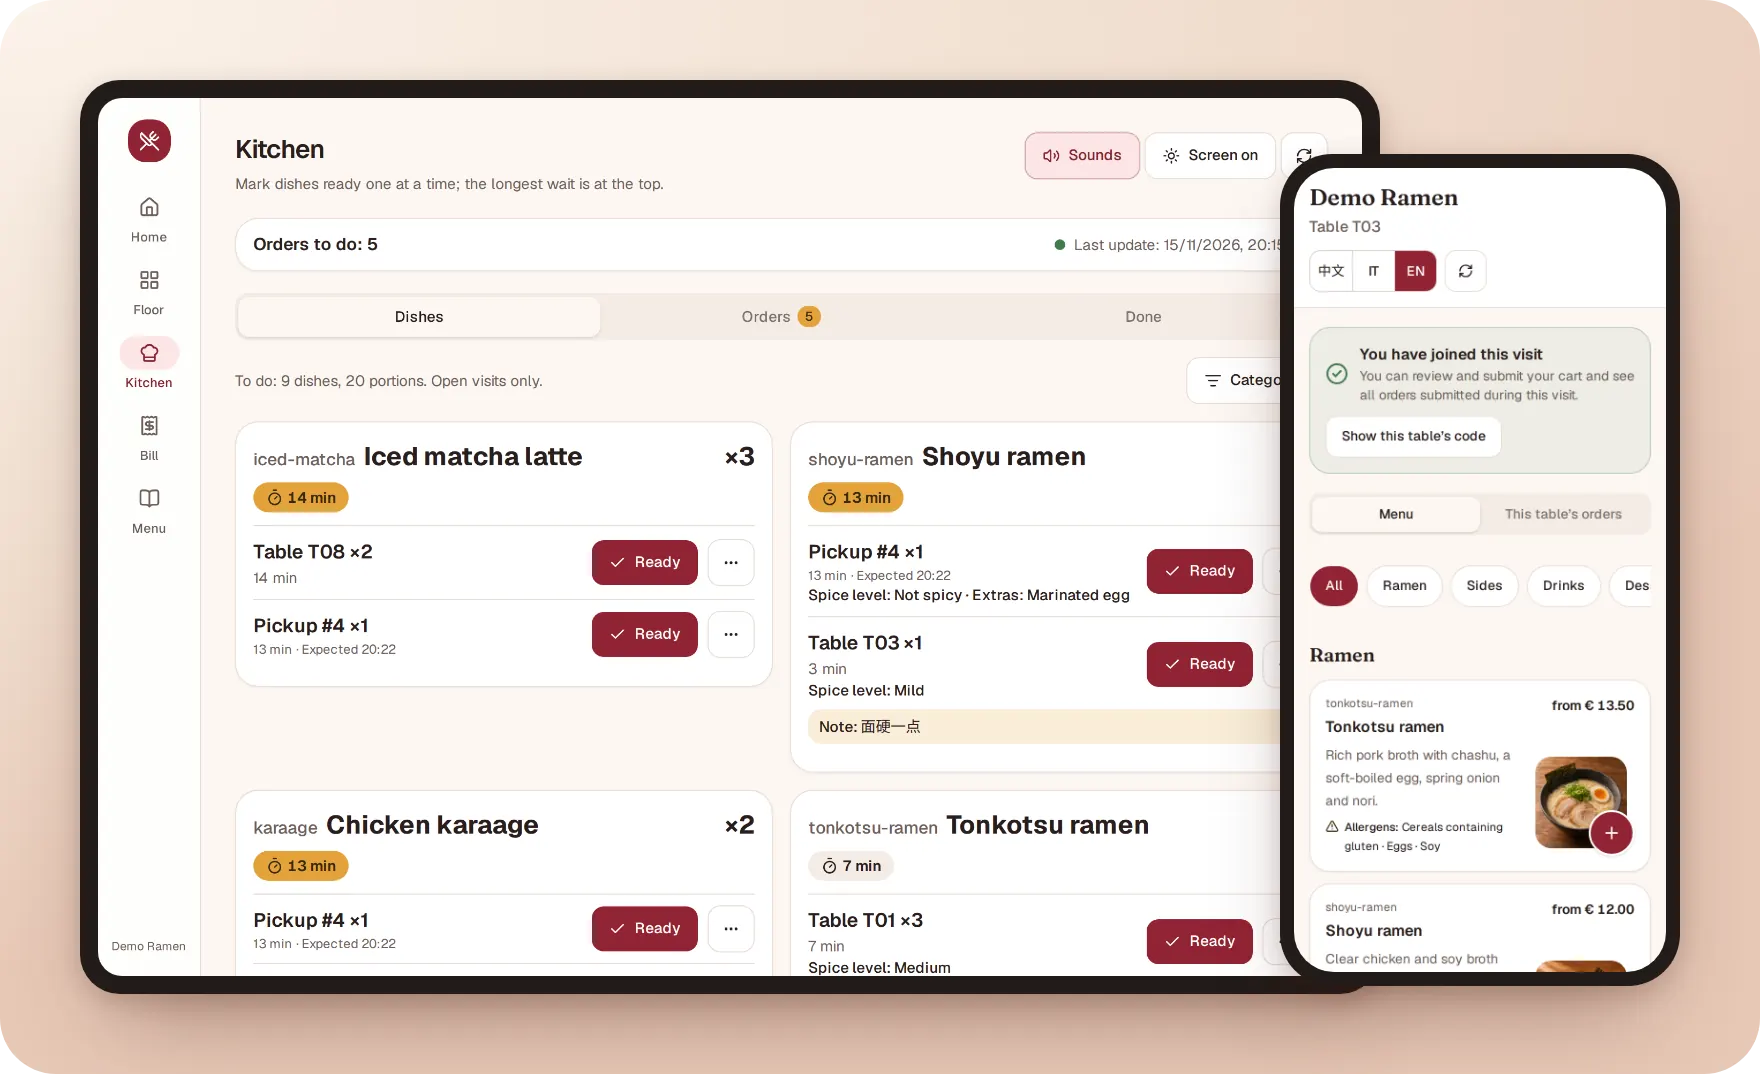 Home
Floor
Kitchen
Bill
Menu
Demo Ramen
Kitchen
Mark dishes ready one at a time; the longest wait is at the top.
Sounds
Screen on
Orders to do: 5
Last update: 15/11/2026, 20:15
Dishes
Orders 5
Done
To do: 9 dishes, 20 portions. Open visits only.
Catego
iced-matcha Iced matcha latte ×3
14 min
Table T08 ×2
14 min
Ready
Pickup #4 ×1
13 min · Expected 20:22
Ready
shoyu-ramen Shoyu ramen
13 min
Pickup #4 ×1
13 min · Expected 20:22
Spice level: Not spicy · Extras: Marinated egg
Ready
Table T03 ×1
3 min
Spice level: Mild
Ready
Note: 面硬一点
karaage Chicken karaage ×2
13 min
Pickup #4 ×1
13 min · Expected 20:22
Ready
tonkotsu-ramen Tonkotsu ramen
7 min
Table T01 ×3
7 min
Spice level: Medium
Ready
Demo Ramen
Table T03
中文 IT EN
You have joined this visit
You can review and submit your cart and see
all orders submitted during this visit.
Show this table's code
Menu
This table's orders
All
Ramen
Sides
Drinks
Des
Ramen
tonkotsu-ramen
from € 13.50
Tonkotsu ramen
Rich pork broth with chashu, a
soft-boiled egg, spring onion
and nori.
Allergens: Cereals containing
gluten · Eggs · Soy
shoyu-ramen
from € 12.00
Shoyu ramen
Clear chicken and soy broth